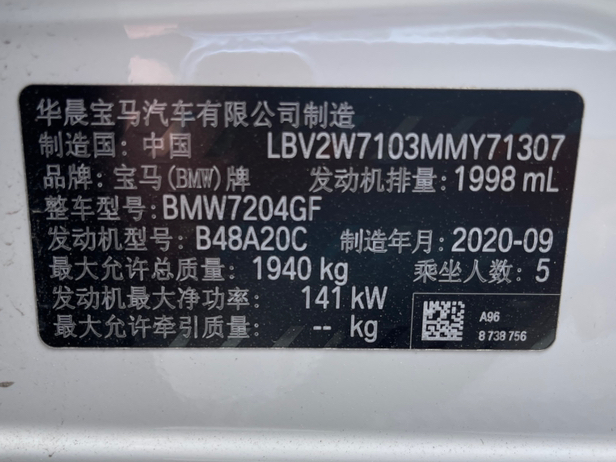 华晨宝马汽车有限公司制造
制造国: 中国 LBV2W7103MMY71307
品牌: 宝马(BMW)牌 发动机排量: 1998 mL
整车型号: BMW7204GF
发动机型号: B48A20C 制造年月: 2020-09
最大允许总质量: 1940 kg 乘坐人数: 5
发动机最大净功率: 141 kW
最大允许牵引质量: -- kg
A96
8 738 756